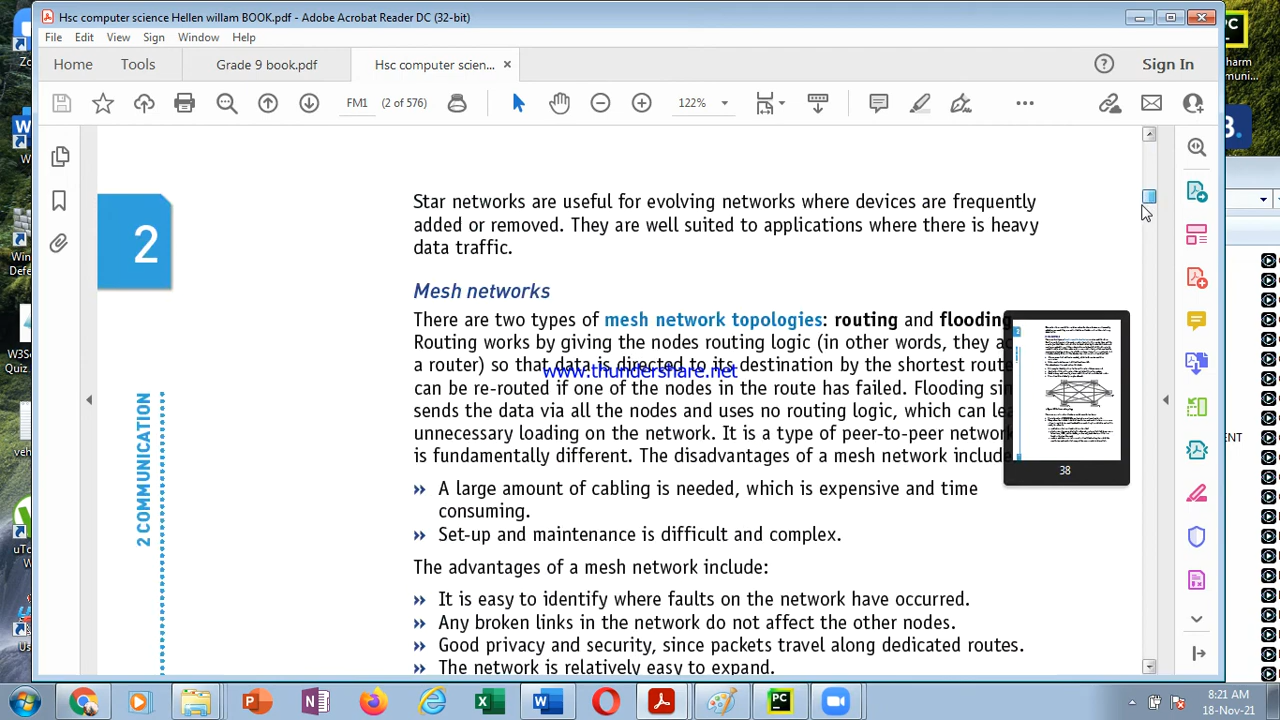 Hsc computer science Hellen willam BOOK.pdf - Adobe Acrobat Reader DC (32-bit)
File Edit View Sign Window Help
Home Tools Grade 9 book.pdf Hsc computer scien... ×
Sign In
FM1 (2 of 576) 122%
Star networks are useful for evolving networks where devices are frequently
added or removed. They are well suited to applications where there is heavy
data traffic.
2
Mesh networks
There are two types of mesh network topologies: routing and flooding
Routing works by giving the nodes routing logic (in other words, they ac
a router) so that data is directed to its destination by the shortest route
www.thundershare.net
can be re-routed if one of the nodes in the route has failed. Flooding sim
sends the data via all the nodes and uses no routing logic, which can lea
unnecessary loading on the network. It is a type of peer-to-peer network
is fundamentally different. The disadvantages of a mesh network include
38
» A large amount of cabling is needed, which is expensive and time
consuming.
» Set-up and maintenance is difficult and complex.
2 COMMUNICATION
The advantages of a mesh network include:
» It is easy to identify where faults on the network have occurred.
» Any broken links in the network do not affect the other nodes.
» Good privacy and security, since packets travel along dedicated routes.
» The network is relatively easy to expand.
8:21 AM
18-Nov-21